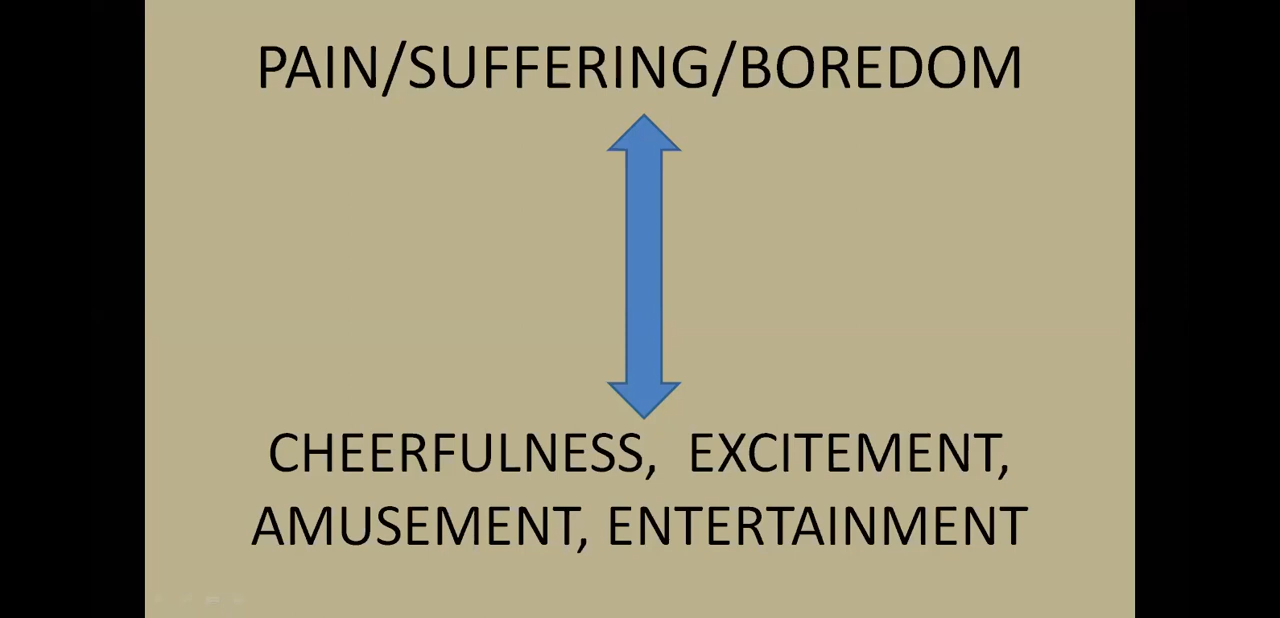 PAIN/SUFFERING/BOREDOM
CHEERFULNESS,  EXCITEMENT,
AMUSEMENT, ENTERTAINMENT